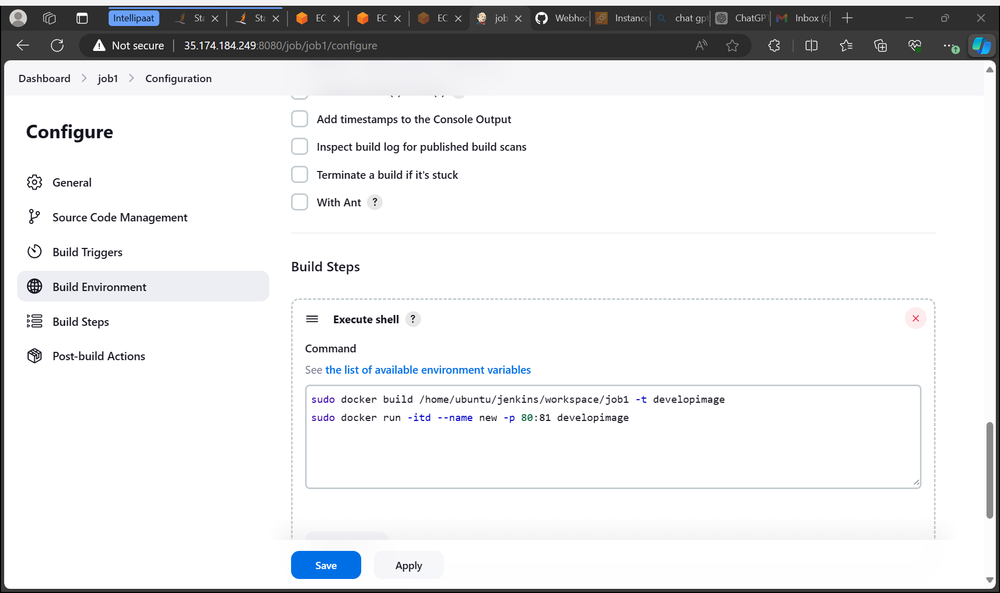 Intellipaat
Sta
Sta
EC
EC
EC
job
Webhoo
Instance
chat gpt
ChatGPT
Inbox (6
Not secure
35.174.184.249:8080/job/job1/configure
Dashboard
job1
Configuration
Configure
General
Source Code Management
Build Triggers
Build Environment
Build Steps
Post-build Actions
Add timestamps to the Console Output
Inspect build log for published build scans
Terminate a build if it's stuck
With Ant ?
Build Steps
Execute shell ?
Command
See the list of available environment variables
sudo docker build /home/ubuntu/jenkins/workspace/job1 -t developimage
sudo docker run -itd --name new -p 80:81 developimage
Save
Apply